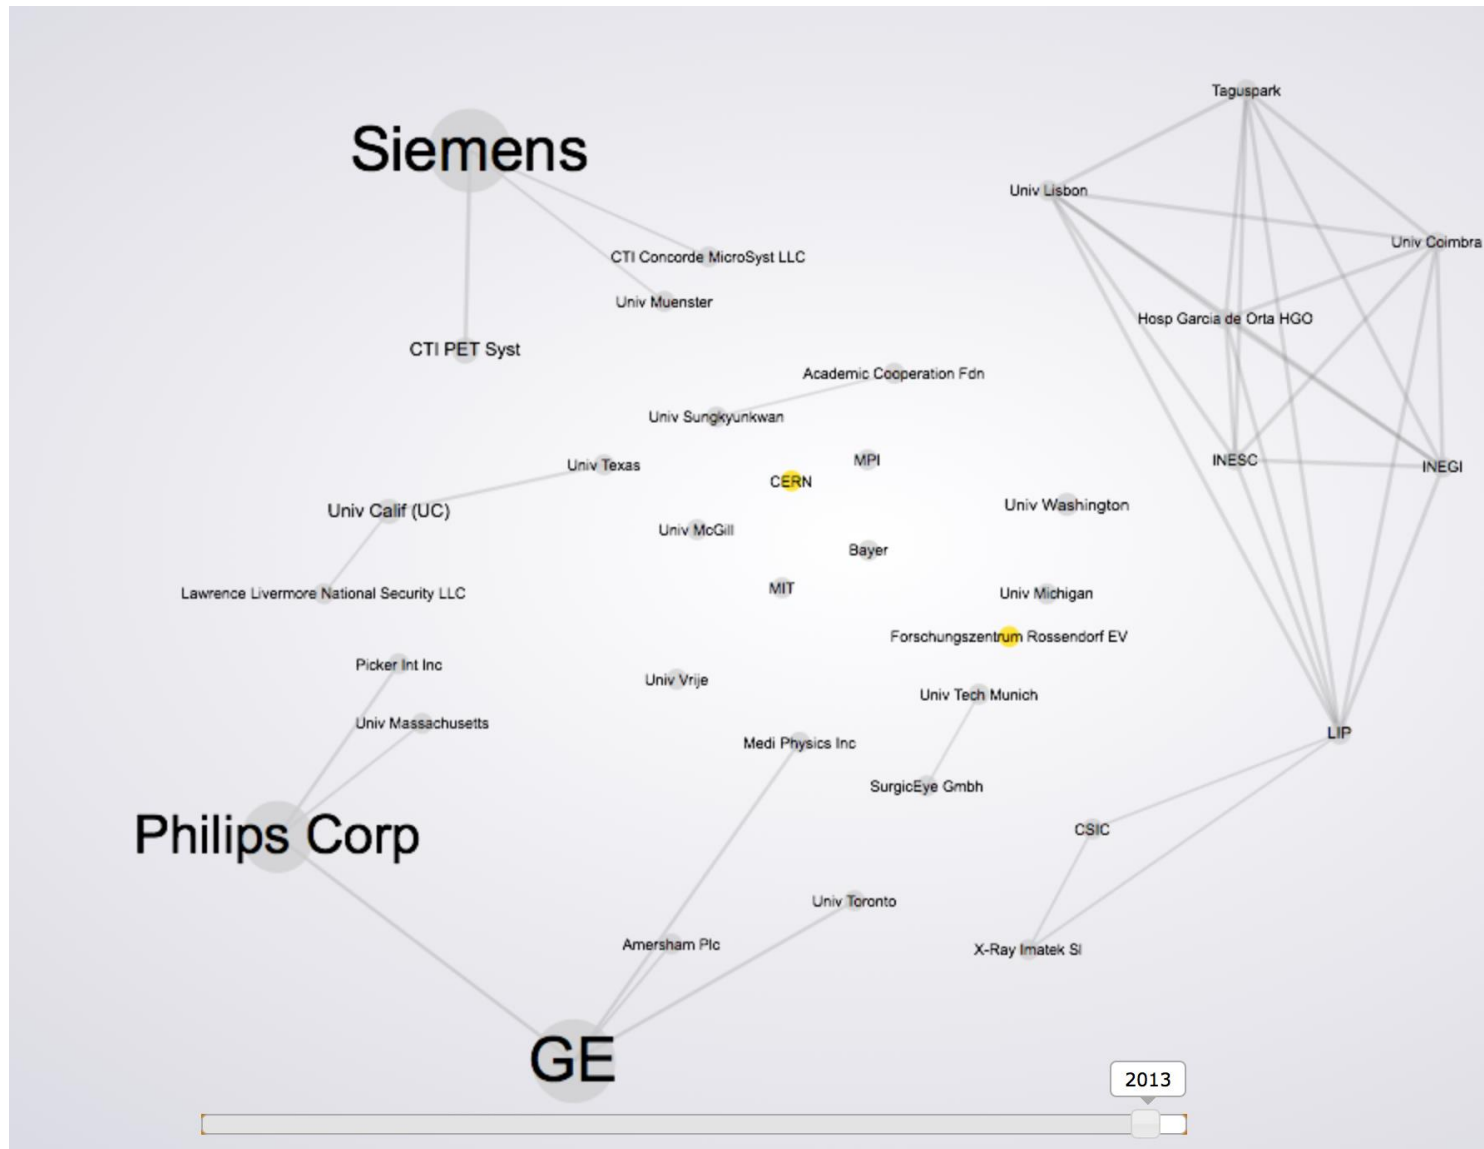 Taguspark
Siemens
Univ Lisbon
Univ Coimbra
CTI Concorde MicroSyst LLC
Univ Muenster
Hosp Garcia de Orta HGO
CTI PET Syst
Academic Cooperation Fdn
Univ Sungkyunkwan
MPI
INESC
Univ Texas
INEGI
CERN
Univ Washington
Univ Calif (UC)
Univ McGill
Bayer
MIT
Lawrence Livermore National Security LLC
Univ Michigan
Forschungszentrum Rossendorf EV
Picker Int Inc
Univ Vrije
Univ Tech Munich
Univ Massachusetts
LIP
Medi Physics Inc
SurgicEye Gmbh
CSIC
Philips Corp
Univ Toronto
Amersham Plc
X-Ray Imatek Sl
GE
2013